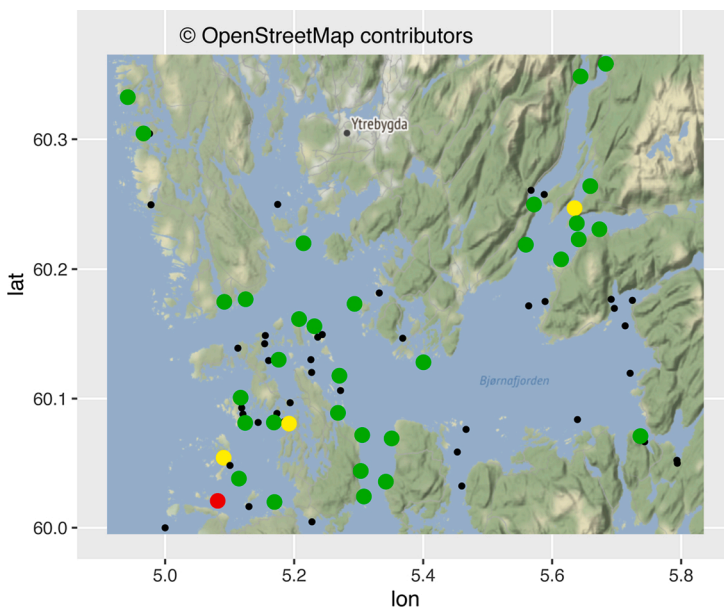 © OpenStreetMap contributors
Ytrebygda
Bjørnafjorden
60.3
60.2
60.1
60.0
lat
5.0 5.2 5.4 5.6 5.8
lon